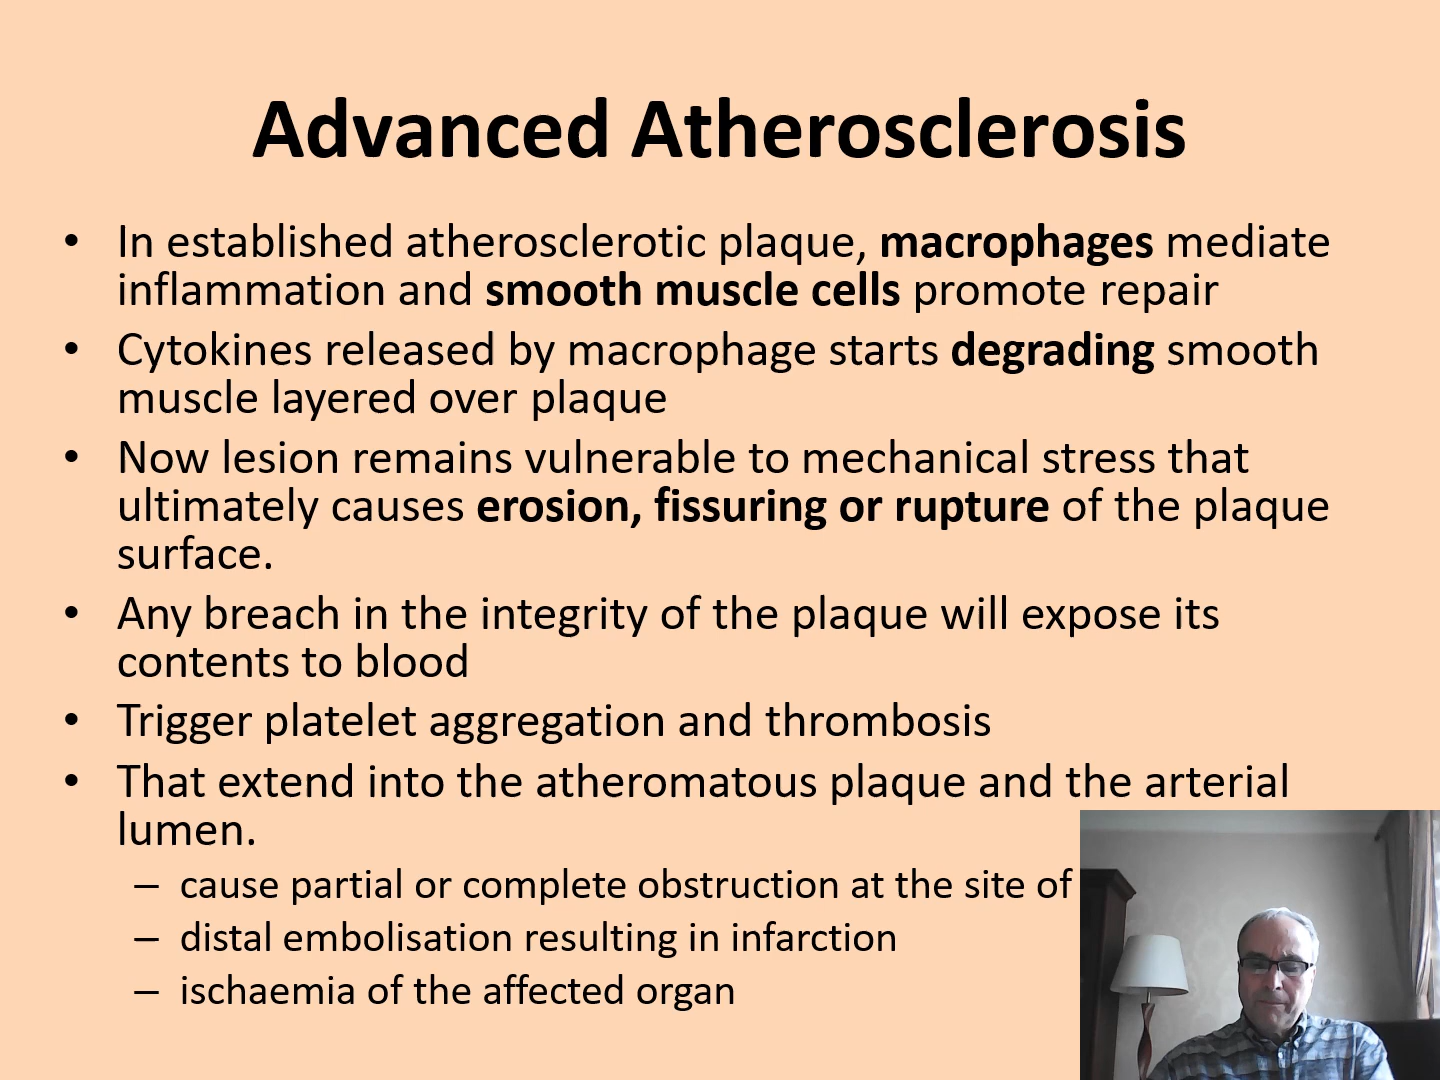 Advanced Atherosclerosis
• In established atherosclerotic plaque, macrophages mediate
inflammation and smooth muscle cells promote repair
• Cytokines released by macrophage starts degrading smooth
muscle layered over plaque
• Now lesion remains vulnerable to mechanical stress that
ultimately causes erosion, fissuring or rupture of the plaque
surface.
• Any breach in the integrity of the plaque will expose its
contents to blood
• Trigger platelet aggregation and thrombosis
• That extend into the atheromatous plaque and the arterial
lumen.
– cause partial or complete obstruction at the site of
– distal embolisation resulting in infarction
– ischaemia of the affected organ